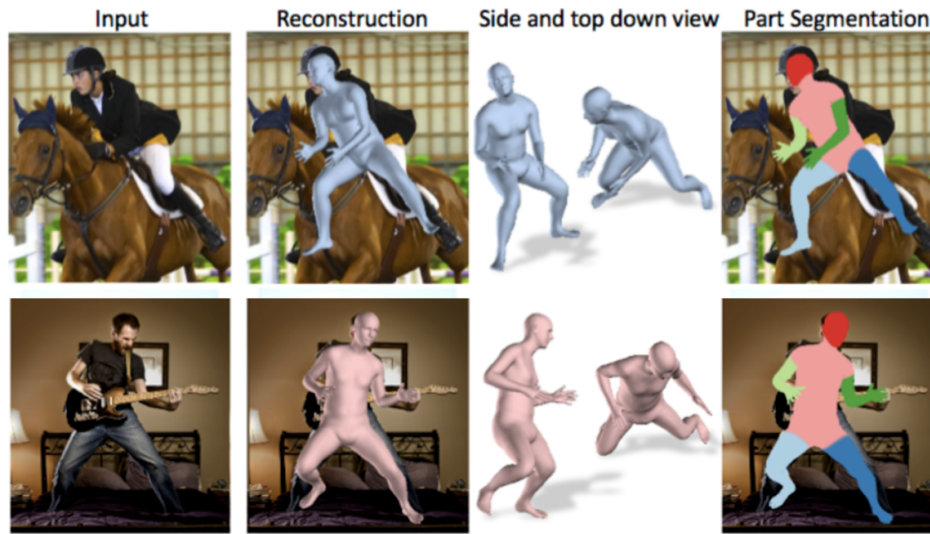 Input
Reconstruction
Side and top down view
Part Segmentation